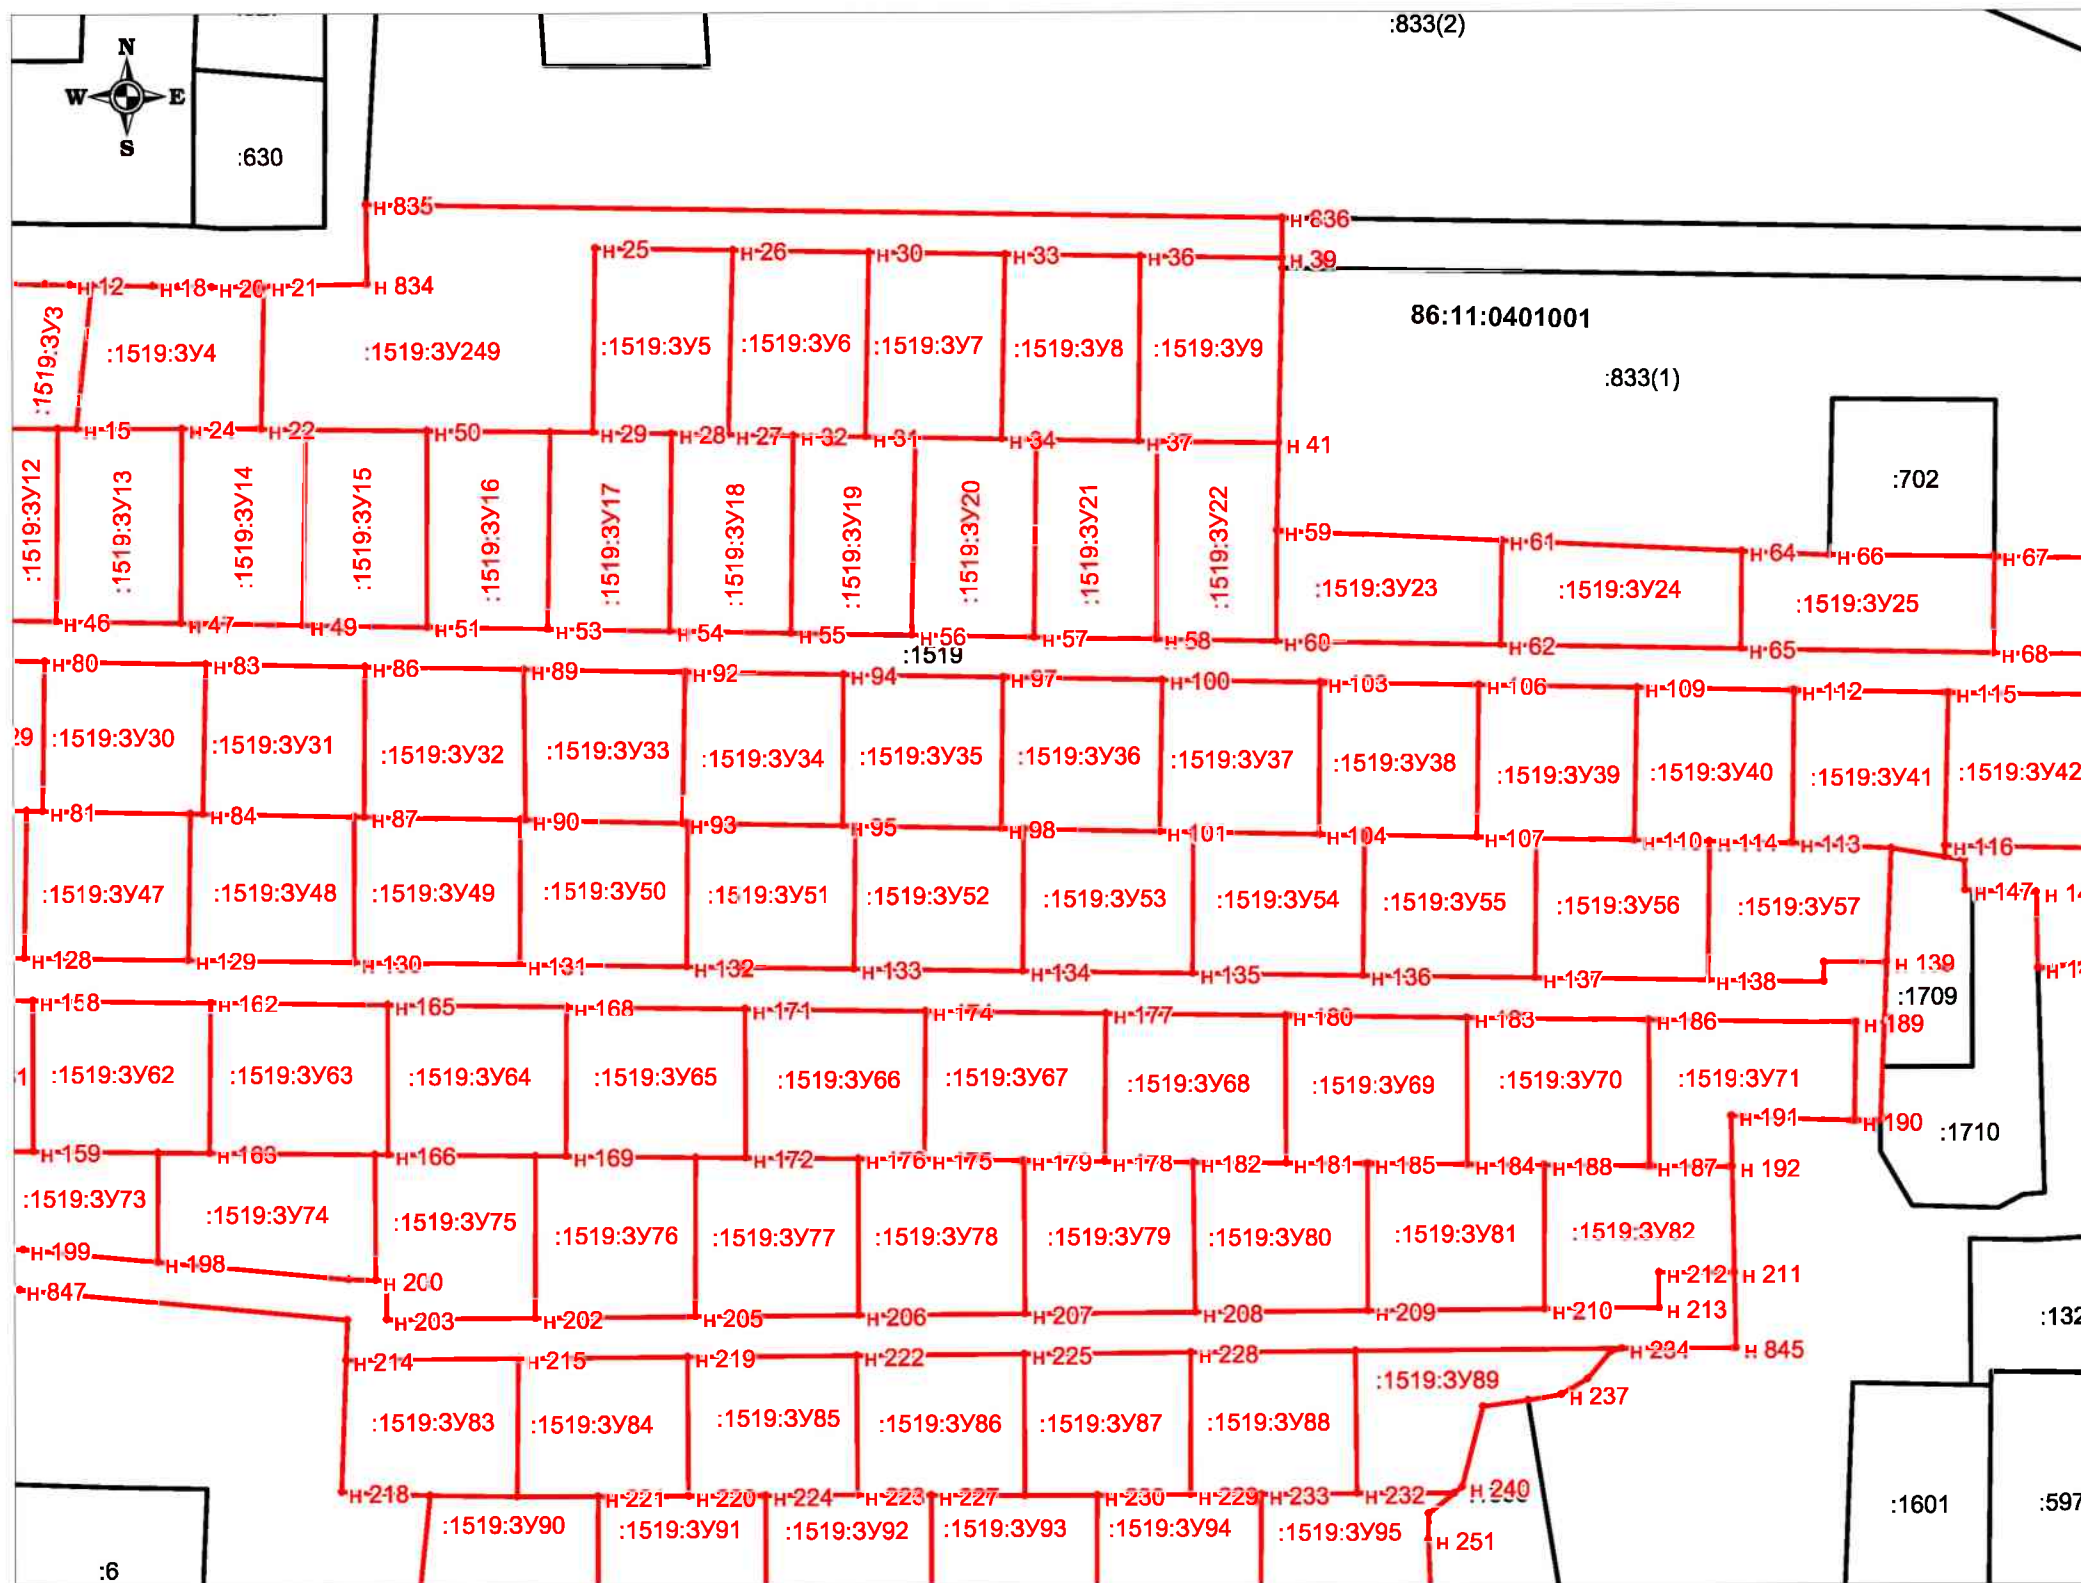 :833(2)
N
W E
S
:630
н 835
н 836
н 25 н 26 н 30 н 33 н 36 н 39
н 12 н 18 н 20 н 21 н 834
86:11:0401001
:1519:ЗУ3
:1519:ЗУ4
:1519:ЗУ249
:1519:ЗУ5
:1519:ЗУ6
:1519:ЗУ7
:1519:ЗУ8
:1519:ЗУ9
:833(1)
н 15 н 24 н 22 н 50 н 29 н 28 н 27 н 32 н 31 н 34 н 37 н 41
:702
:1519:ЗУ12
:1519:ЗУ13
:1519:ЗУ14
:1519:ЗУ15
:1519:ЗУ16
:1519:ЗУ17
:1519:ЗУ18
:1519:ЗУ19
:1519:ЗУ20
:1519:ЗУ21
:1519:ЗУ22
н 59 н 61 н 64 н 66 н 67
:1519:ЗУ23
:1519:ЗУ24
:1519:ЗУ25
н 46 н 47 н 49 н 51 н 53 н 54 н 55 н 56 н 57 н 58 н 60 н 62 н 65 н 68
:1519
н 80 н 83 н 86 н 89 н 92 н 94 н 97 н 100 н 103 н 106 н 109 н 112 н 115
29
:1519:ЗУ30
:1519:ЗУ31
:1519:ЗУ32
:1519:ЗУ33
:1519:ЗУ34
:1519:ЗУ35
:1519:ЗУ36
:1519:ЗУ37
:1519:ЗУ38
:1519:ЗУ39
:1519:ЗУ40
:1519:ЗУ41
:1519:ЗУ42
н 81 н 84 н 87 н 90 н 93 н 95 н 98 н 101 н 104 н 107 н 110 н 114 н 113 н 116
:1519:ЗУ47
:1519:ЗУ48
:1519:ЗУ49
:1519:ЗУ50
:1519:ЗУ51
:1519:ЗУ52
:1519:ЗУ53
:1519:ЗУ54
:1519:ЗУ55
:1519:ЗУ56
:1519:ЗУ57
н 147
н 128 н 129 н 130 н 131 н 132 н 133 н 134 н 135 н 136 н 137 н 138 н 139
:1709
н 158 н 162 н 165 н 168 н 171 н 174 н 177 н 180 н 183 н 186 н 189
:1519:ЗУ62
:1519:ЗУ63
:1519:ЗУ64
:1519:ЗУ65
:1519:ЗУ66
:1519:ЗУ67
:1519:ЗУ68
:1519:ЗУ69
:1519:ЗУ70
:1519:ЗУ71
н 191 н 190
:1710
н 159 н 163 н 166 н 169 н 172 н 176 н 175 н 179 н 178 н 182 н 181 н 185 н 184 н 188 н 187 н 192
:1519:ЗУ73
:1519:ЗУ74
:1519:ЗУ75
:1519:ЗУ76
:1519:ЗУ77
:1519:ЗУ78
:1519:ЗУ79
:1519:ЗУ80
:1519:ЗУ81
:1519:ЗУ82
н 199 н 198 н 200 н 212 н 211
н 847
н 203 н 202 н 205 н 206 н 207 н 208 н 209 н 210 н 213
:132
н 214 н 215 н 219 н 222 н 225 н 228 н 234 н 845
:1519:ЗУ89
н 237
:1519:ЗУ83
:1519:ЗУ84
:1519:ЗУ85
:1519:ЗУ86
:1519:ЗУ87
:1519:ЗУ88
н 218 н 221 н 220 н 224 н 223 н 227 н 230 н 229 н 233 н 232 н 240
:1601
:597
:1519:ЗУ90
:1519:ЗУ91
:1519:ЗУ92
:1519:ЗУ93
:1519:ЗУ94
:1519:ЗУ95
н 251
:6